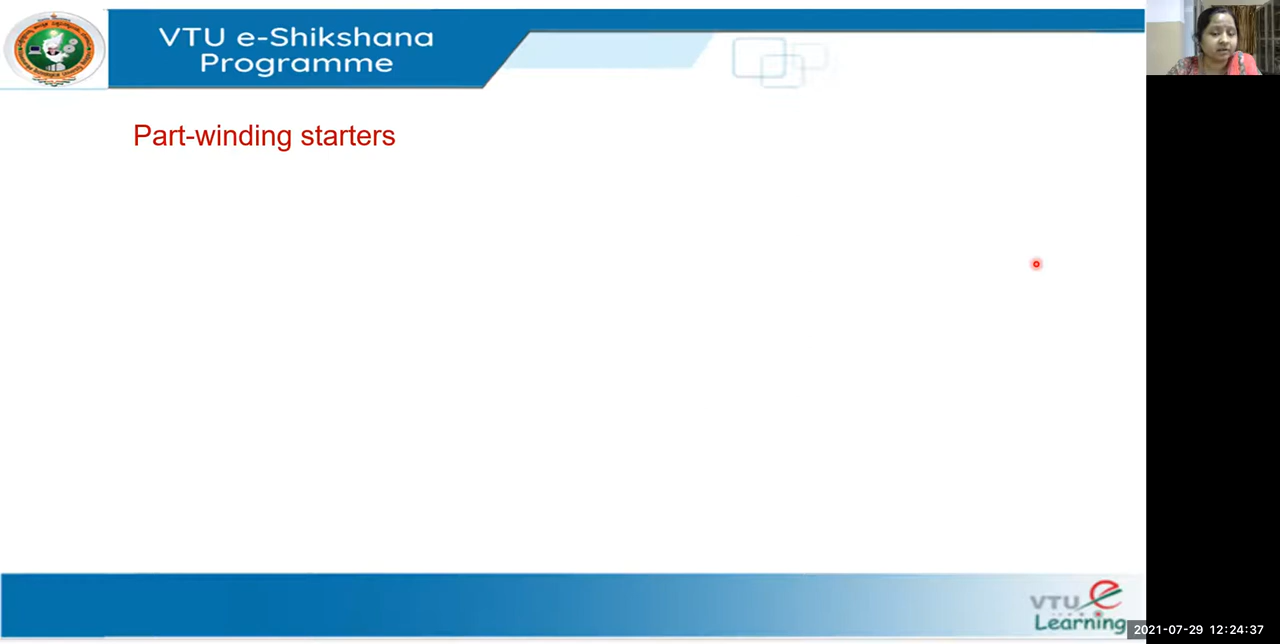 VTU e-Shikshana
Programme
Part-winding starters
VTU e
Learning
2021-07-29 12:24:37